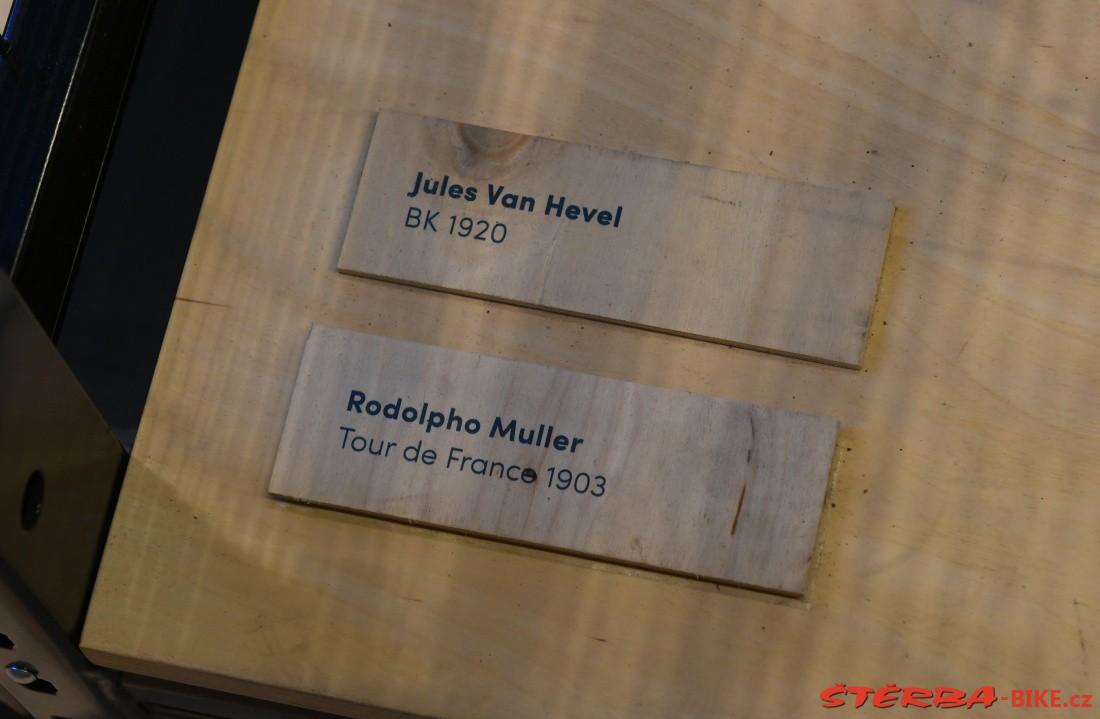 Jules Van Hevel
BK 1920
Rodolpho Muller
Tour de France 1903
ŠTĚRBA-BIKE.cz